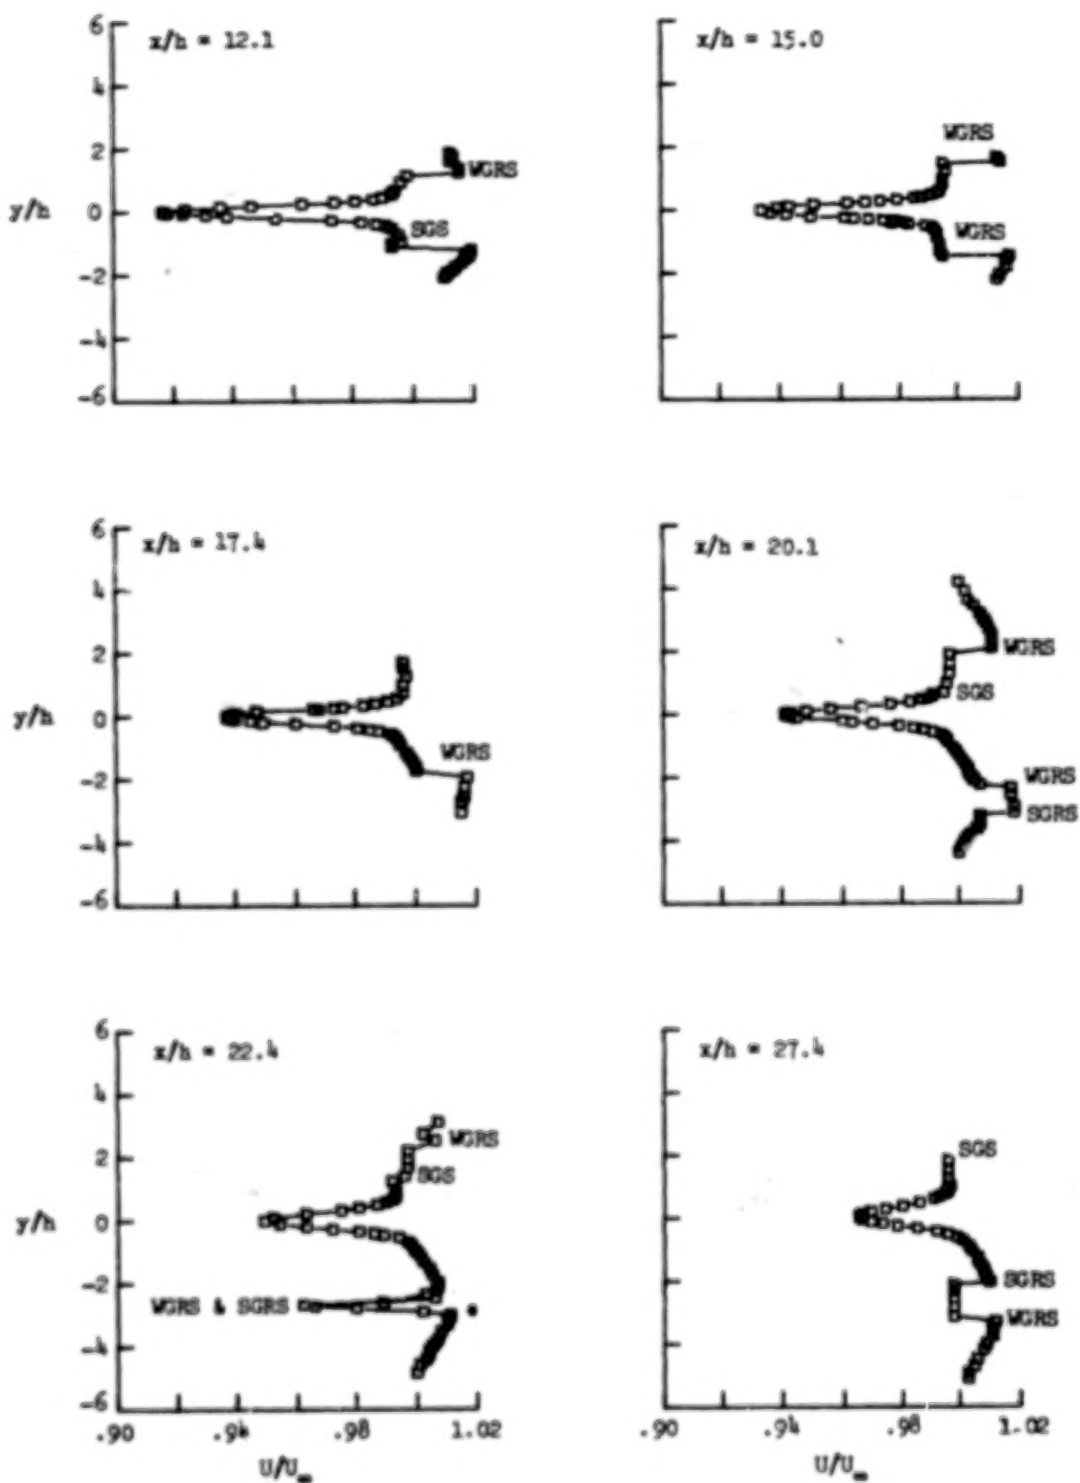 6 x/h = 12.1
4
2
WGRS
y/h 0
SGS
-2
-4
-6
x/h = 15.0
WGRS
WGRS
6 x/h = 17.4
4
2
y/h 0
WGRS
-2
-4
-6
x/h = 20.1
WGRS
SGS
WGRS
SGRS
6 x/h = 22.4
4
WGRS
2
SGS
y/h 0
-2
WGRS & SGRS
-4
-6
.90 .94 .98 1.02
U/U∞
x/h = 27.4
SGS
SGRS
WGRS
.90 .94 .98 1.02
U/U∞